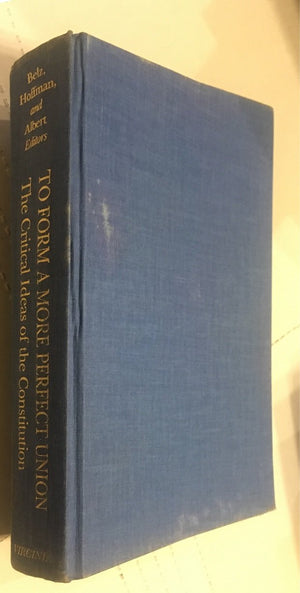 Belz,
Hoffman,
and
Albert
Editors
TO FORM A MORE PERFECT UNION
The Critical Ideas of the Constitution
VIRGINIA